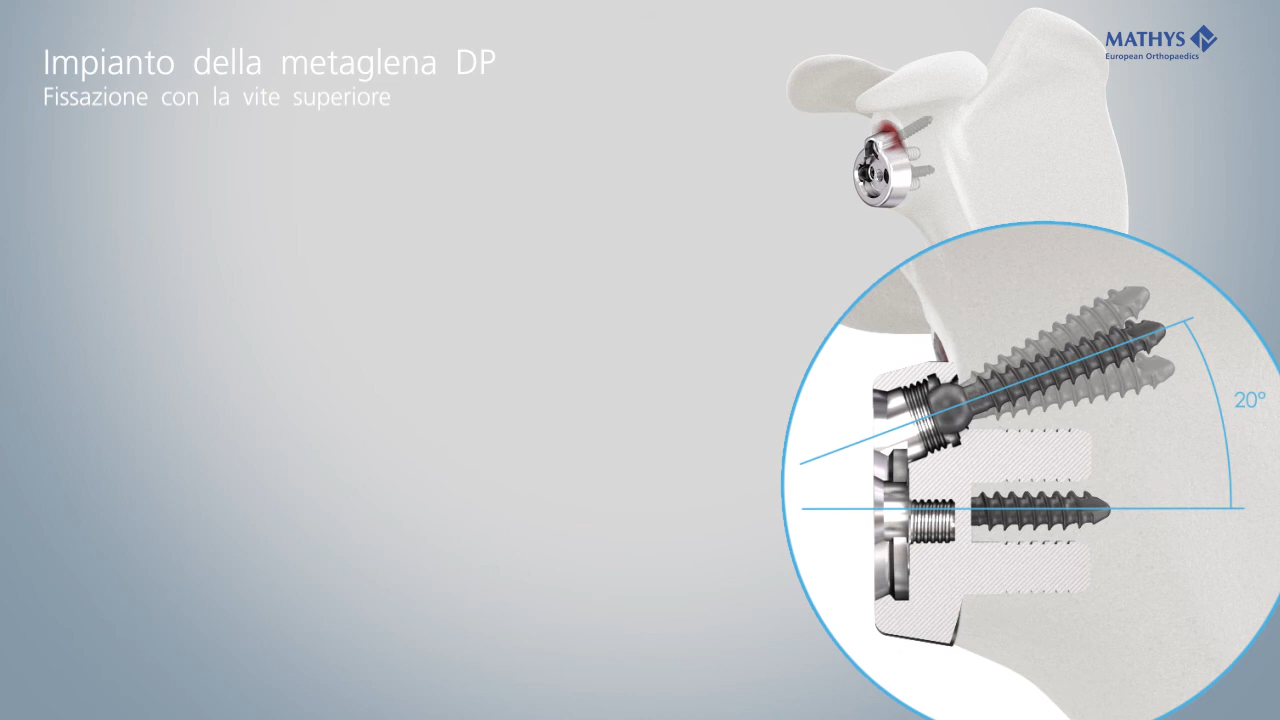 Impianto della metaglena DP
Fissazione con la vite superiore
MATHYS
European Orthopaedics
20°